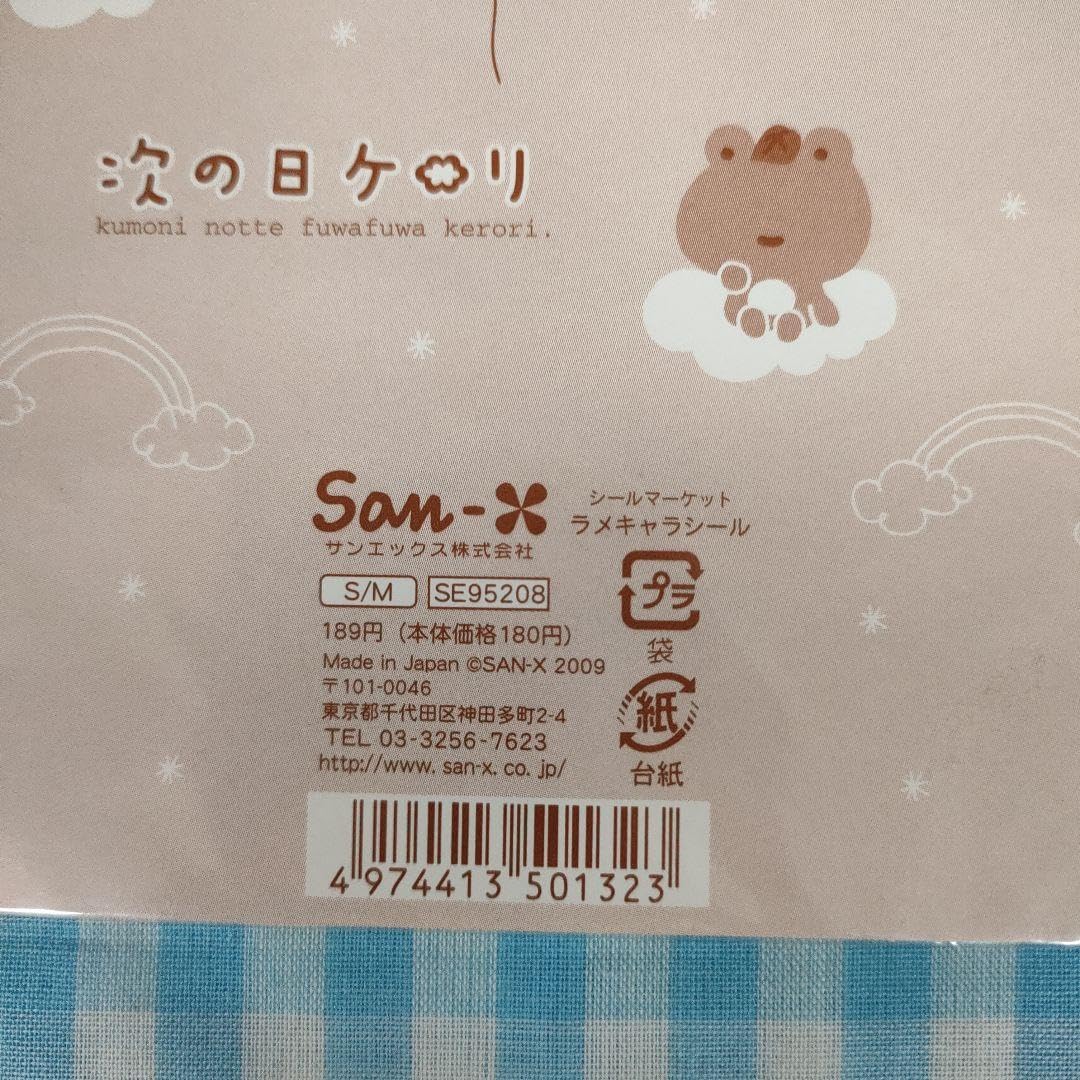 次の日ケロリ
kumoni notte fuwafuwa kerori.
San-X
サンエックス株式会社
シールマーケット
ラメキャラシール
S/M SE95208
プラ
袋
189円（本体価格180円）
Made in Japan ©SAN-X 2009
〒101-0046
東京都千代田区神田多町2-4
TEL 03-3256-7623
http://www. san-x. co. jp/
紙
台紙
4 974413 501323